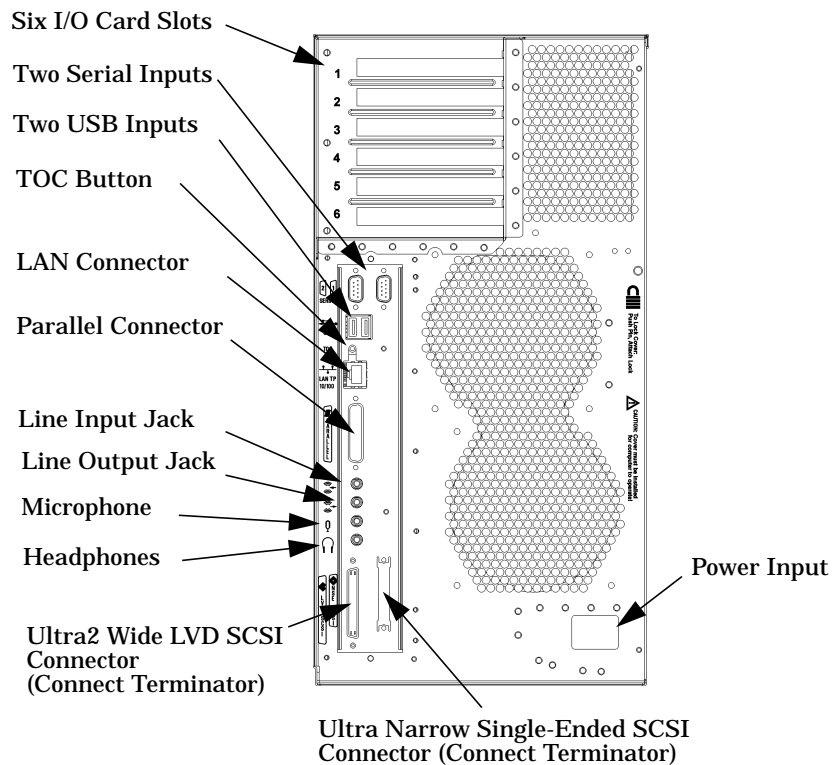 Six I/O Card Slots
Two Serial Inputs
Two USB Inputs
TOC Button
LAN Connector
Parallel Connector
Line Input Jack
Line Output Jack
Microphone
Headphones
Ultra2 Wide LVD SCSI
Connector
(Connect Terminator)
Ultra Narrow Single-Ended SCSI
Connector (Connect Terminator)
Power Input
1
2
3
4
5
6
2
1
LAN TP
10/100
To Lock Cover:
Push Pin, Attach Lock
CAUTION: Cover must be installed
for computer to operate!